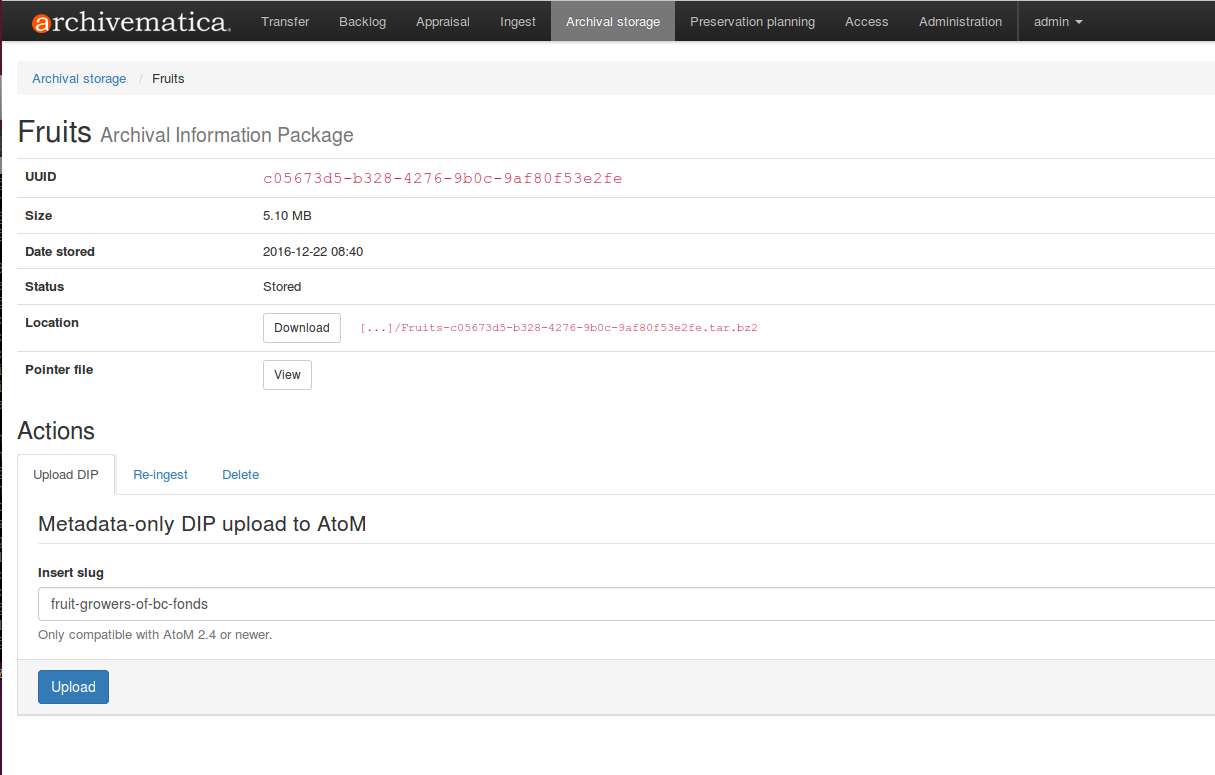 archivematica. Transfer Backlog Appraisal Ingest Archival storage Preservation planning Access Administration admin
Archival storage / Fruits
Fruits Archival Information Package
UUID c05673d5-b328-4276-9b0c-9af80f53e2fe
Size 5.10 MB
Date stored 2016-12-22 08:40
Status Stored
Location Download [...]/Fruits-c05673d5-b328-4276-9b0c-9af80f53e2fe.tar.bz2
Pointer file View
Actions
Upload DIP Re-ingest Delete
Metadata-only DIP upload to AtoM
Insert slug
fruit-growers-of-bc-fonds
Only compatible with AtoM 2.4 or newer.
Upload